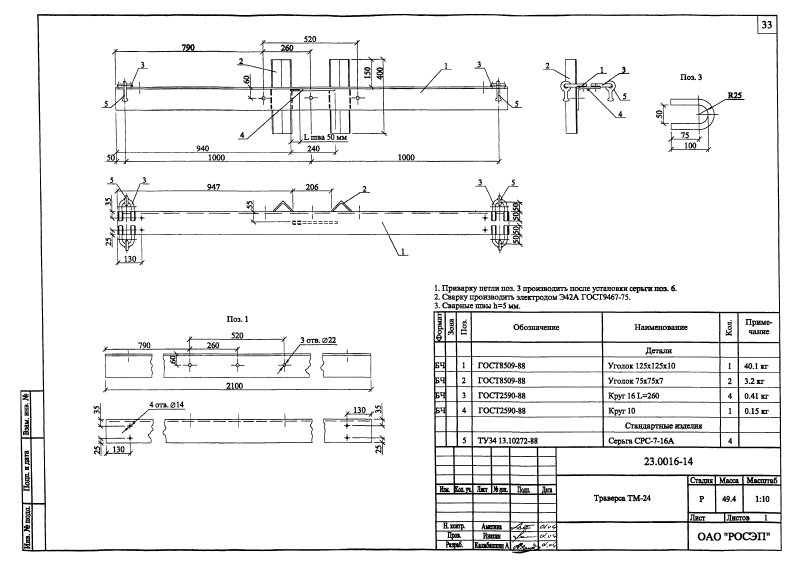 33
520
790
260
3
2
60
150
400
1
3
5
4
5
L шва 50 мм
940
240
50
1000
1000
2
1
3
5
4
Поз. 3
R25
50
75
100
5
3
947
206
2
3
5
35
55
50
50
25
50
50
130
1
1. Приварку петли поз. 3 производить после установки серьги поз. 6.
2. Сварку производить электродом Э42А ГОСТ9467-75.
3. Сварные швы h=5 мм.
Поз. 1
520
790
260
3 отв. ⌀22
60
2100
4 отв. ⌀14
130
35
35
25
25
130
Формат Зона Поз. Обозначение Наименование Кол. Приме-
чание
Детали
БЧ 1 ГОСТ8509-88 Уголок 125х125х10 1 40.1 кг
БЧ 2 ГОСТ8509-88 Уголок 75х75х7 2 3.2 кг
БЧ 3 ГОСТ2590-88 Круг 16 L=260 4 0.41 кг
БЧ 4 ГОСТ2590-88 Круг 10 1 0.15 кг
Стандартные изделия
5 ТУ34 13.10272-88 Серьга СРС-7-16А 4
23.0016-14
Изм. Кол. уч. Лист № док. Подп. Дата
Траверса ТМ-24
Стадия Масса Масштаб
Р 49.4 1:10
Лист Листов 1
Н. контр. Амелина
Пров.
Разраб. Калабашкин А
ОАО "РОСЭП"
Взам. инв. №
Подп. и дата
Инв. № подл.